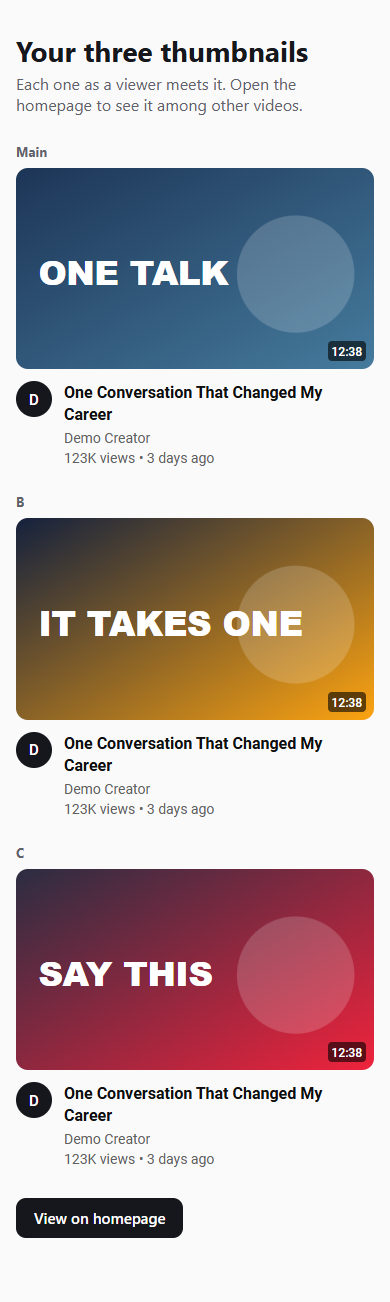 Your three thumbnails
Each one as a viewer meets it. Open the
homepage to see it among other videos.
Main
ONE TALK
12:38
D
One Conversation That Changed My
Career
Demo Creator
123K views • 3 days ago
B
IT TAKES ONE
12:38
D
One Conversation That Changed My
Career
Demo Creator
123K views • 3 days ago
C
SAY THIS
12:38
D
One Conversation That Changed My
Career
Demo Creator
123K views • 3 days ago
View on homepage